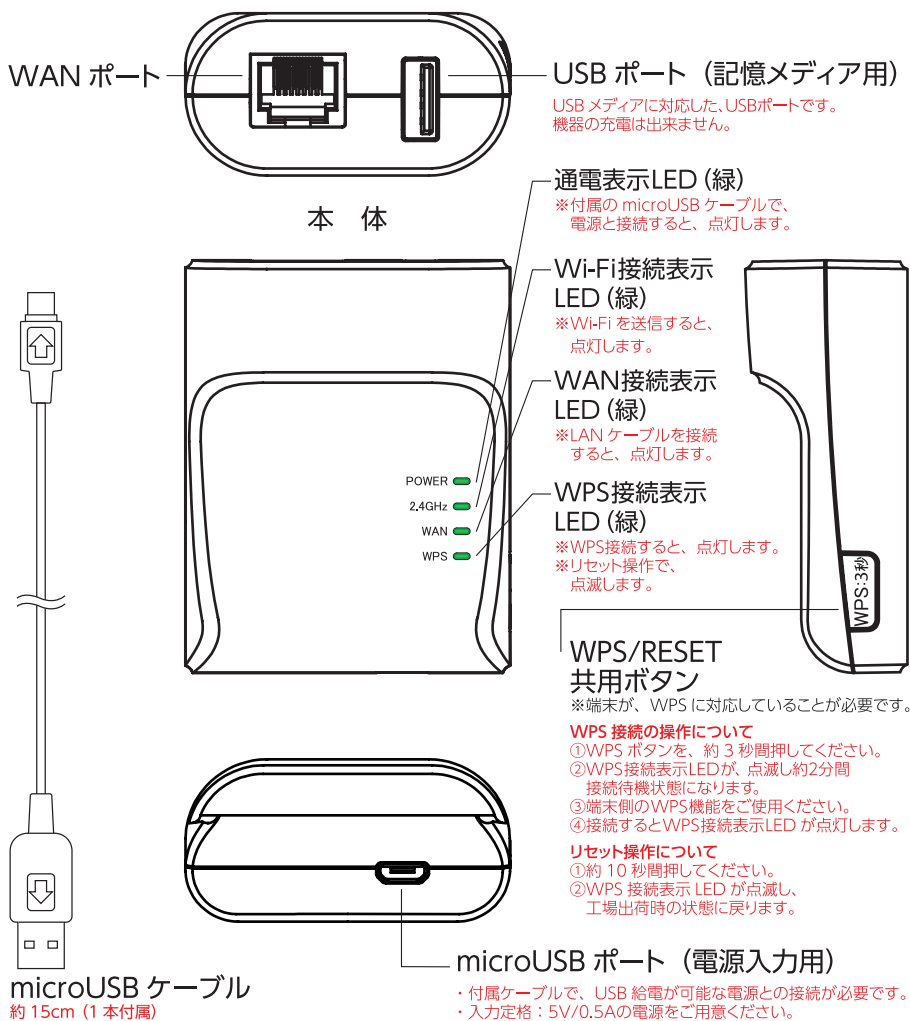 WAN ポート
USB ポート（記憶メディア用）
USB メディアに対応した、USBポートです。
機器の充電は出来ません。
通電表示LED（緑）
※付属の microUSB ケーブルで、
電源と接続すると、点灯します。
本 体
Wi-Fi接続表示
LED（緑）
※Wi-Fi を送信すると、
点灯します。
WAN接続表示
LED（緑）
※LAN ケーブルを接続
すると、点灯します。
WPS接続表示
LED（緑）
※WPS接続すると、点灯します。
※リセット操作で、
点滅します。
POWER
2.4GHz
WAN
WPS
WPS:3秒
WPS/RESET
共用ボタン
※端末が、WPS に対応していることが必要です。
WPS 接続の操作について
①WPS ボタンを、約 3 秒間押してください。
②WPS接続表示LEDが、点滅し約2分間
接続待機状態になります。
③端末側のWPS機能をご使用ください。
④接続するとWPS接続表示LED が点灯します。
リセット操作について
①約 10 秒間押してください。
②WPS 接続表示 LED が点滅し、
工場出荷時の状態に戻ります。
microUSB ポート（電源入力用）
・付属ケーブルで、USB 給電が可能な電源との接続が必要です。
・入力定格：5V/0.5Aの電源をご用意ください。
microUSB ケーブル
約 15cm（1 本付属）